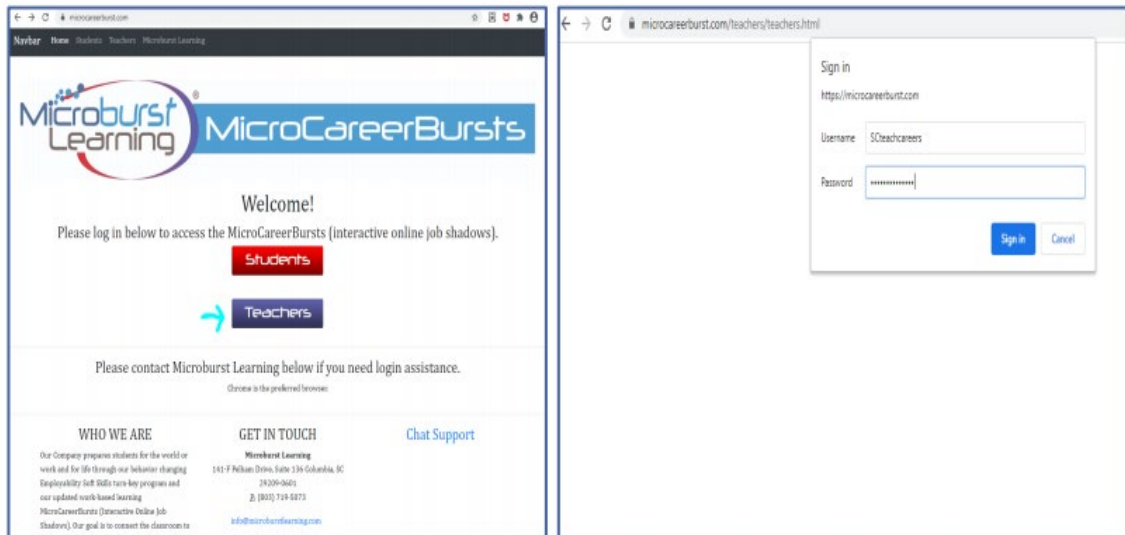 microcareerburst.com
Navbar Home Students Teachers Microburst Learning
Microburst Learning ®
MicroCareerBursts
Welcome!
Please log in below to access the MicroCareerBursts (interactive online job shadows).
Students
Teachers
Please contact Microburst Learning below if you need login assistance.
Chrome is the preferred browser.
WHO WE ARE
Our Company prepares students for the world or
work and for life through our behavior changing
Employability Soft Skills turn-key program and
our updated work-based learning
MicroCareerBursts (Interactive Online Job
Shadows). Our goal is to connect the classroom to
GET IN TOUCH
Microburst Learning
141-F Pelham Drive, Suite 136 Columbia, SC
29209-0601
(803) 719-5073
info@microburstlearning.com
Chat Support
microcareerburst.com/teachers/teachers.html
Sign in
https://microcareerburst.com
Username SCteachcareers
Password
Sign in Cancel